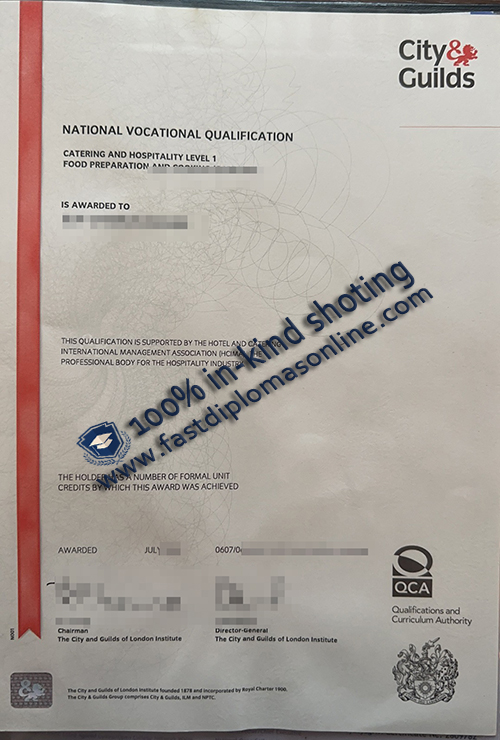 City&
Guilds
NATIONAL VOCATIONAL QUALIFICATION
CATERING AND HOSPITALITY LEVEL 1
FOOD PREPARATION AND COOKING
IS AWARDED TO
THIS QUALIFICATION IS SUPPORTED BY THE HOTEL AND CATERING
INTERNATIONAL MANAGEMENT ASSOCIATION (HCIMA), THE
PROFESSIONAL BODY FOR THE HOSPITALITY INDUSTRY
100% in-kind shoting
www.fastdiplomasonline.com
THE HOLDER HAS A NUMBER OF FORMAL UNIT
CREDITS BY WHICH THIS AWARD WAS ACHIEVED
AWARDED JULY 0607/0
QCA
Qualifications and
Curriculum Authority
Chairman
The City and Guilds of London Institute
Director-General
The City and Guilds of London Institute
The City and Guilds of London Institute founded 1878 and incorporated by Royal Charter 1900.
The City & Guilds Group comprises City & Guilds, ILM and NPTC.